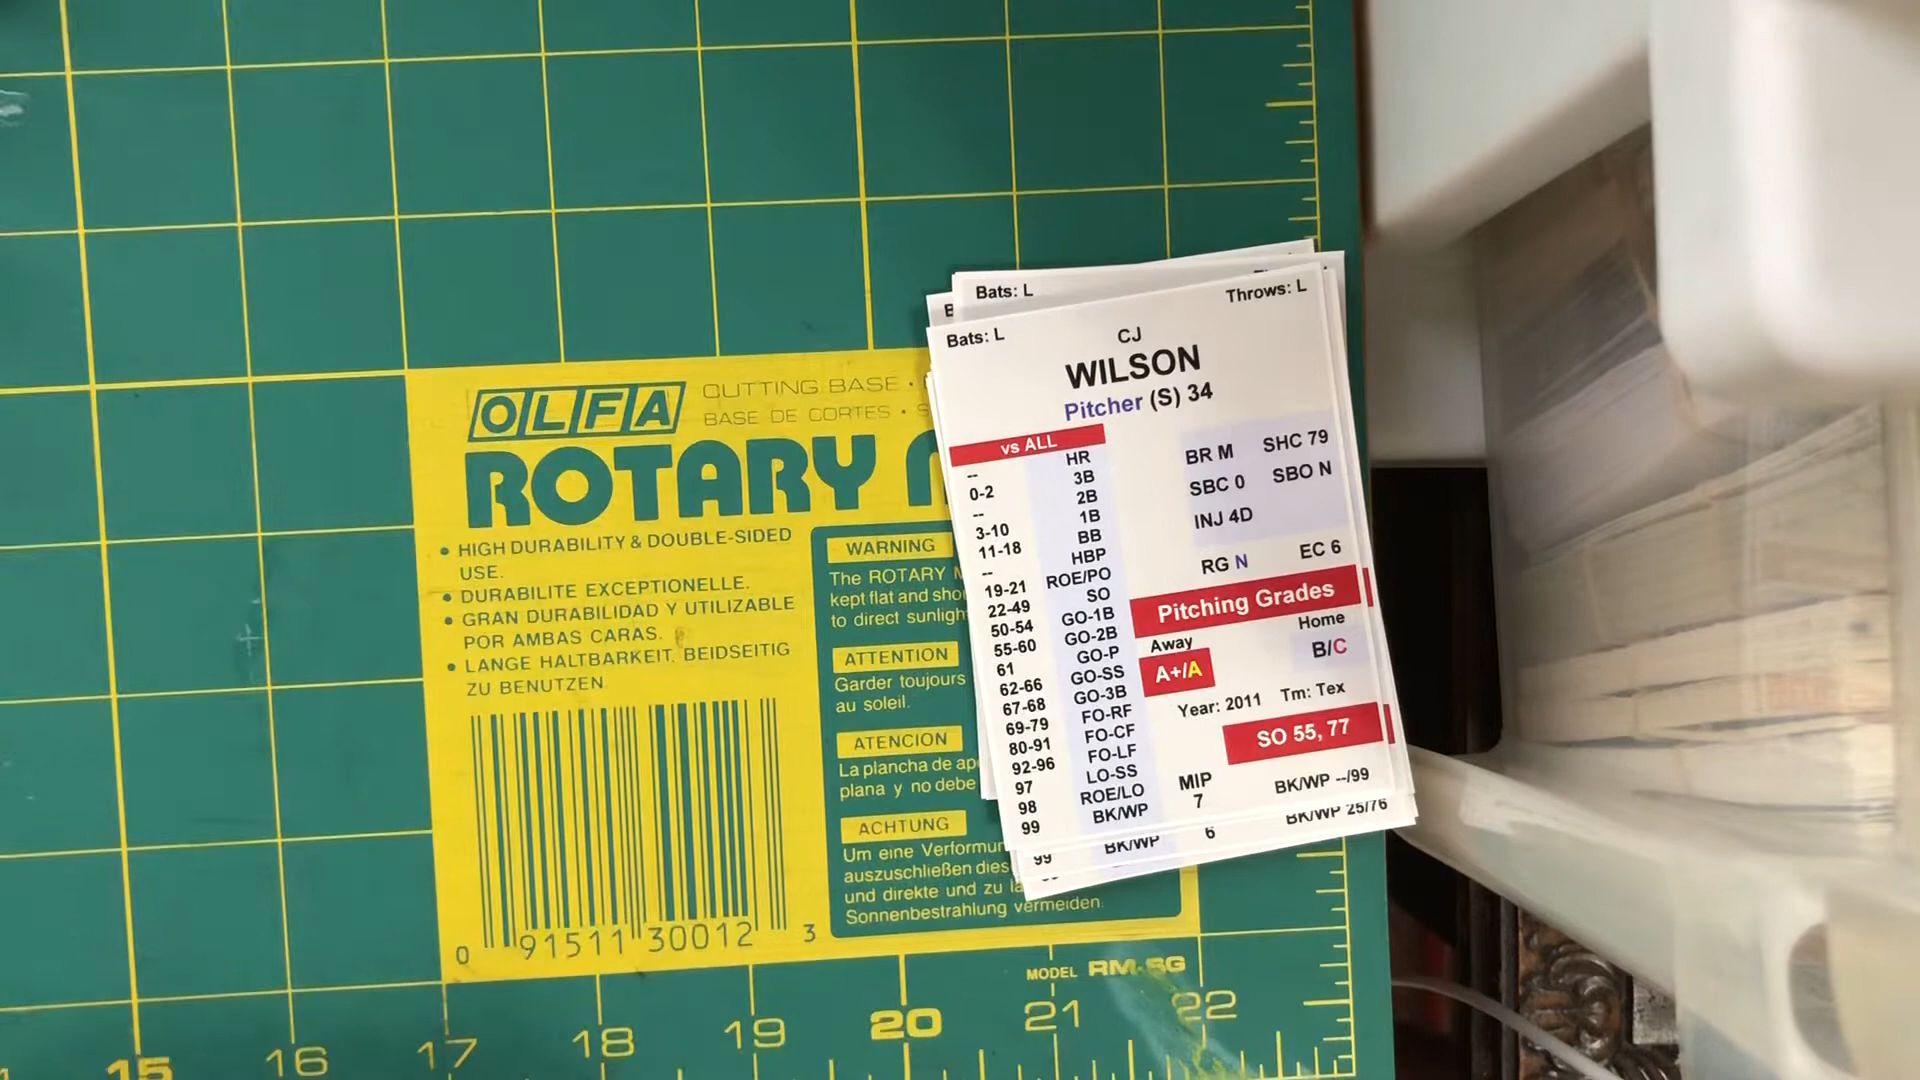 Bats: L
Bats: L
Throws: L
CJ
WILSON
Pitcher (S) 34
vs ALL
-- HR
0-2 3B
-- 2B
3-10 1B
11-18 BB
-- HBP
19-21 ROE/PO
22-49 SO
50-54 GO-1B
55-60 GO-2B
61 GO-P
62-66 GO-SS
67-68 GO-3B
69-79 FO-RF
80-91 FO-CF
92-96 FO-LF
97 LO-SS
98 ROE/LO
99 BK/WP
BR M SHC 79
SBC 0 SBO N
INJ 4D
RG N EC 6
Pitching Grades
Away Home
A+/A B/C
Year: 2011 Tm: Tex
SO 55, 77
MIP
7
BK/WP --/99
99 BK/WP 6 BK/WP 25/76
OLFA
CUTTING BASE •
BASE DE CORTES •
ROTARY
• HIGH DURABILITY & DOUBLE-SIDED
USE.
• DURABILITE EXCEPTIONELLE.
• GRAN DURABILIDAD Y UTILIZABLE
POR AMBAS CARAS.
• LANGE HALTBARKEIT, BEIDSEITIG
ZU BENUTZEN
WARNING
The ROTARY
kept flat and
to direct sunligh
ATTENTION
Garder toujours
au soleil.
ATENCION
La plancha de
plana y no debe
ACHTUNG
Um eine Verformun
auszuschließen dies
und direkte und zu
Sonnenbestrahlung vermeiden.
0 91511 30012 3
MODEL RM-SG
15 16 17 18 19 20 21 22